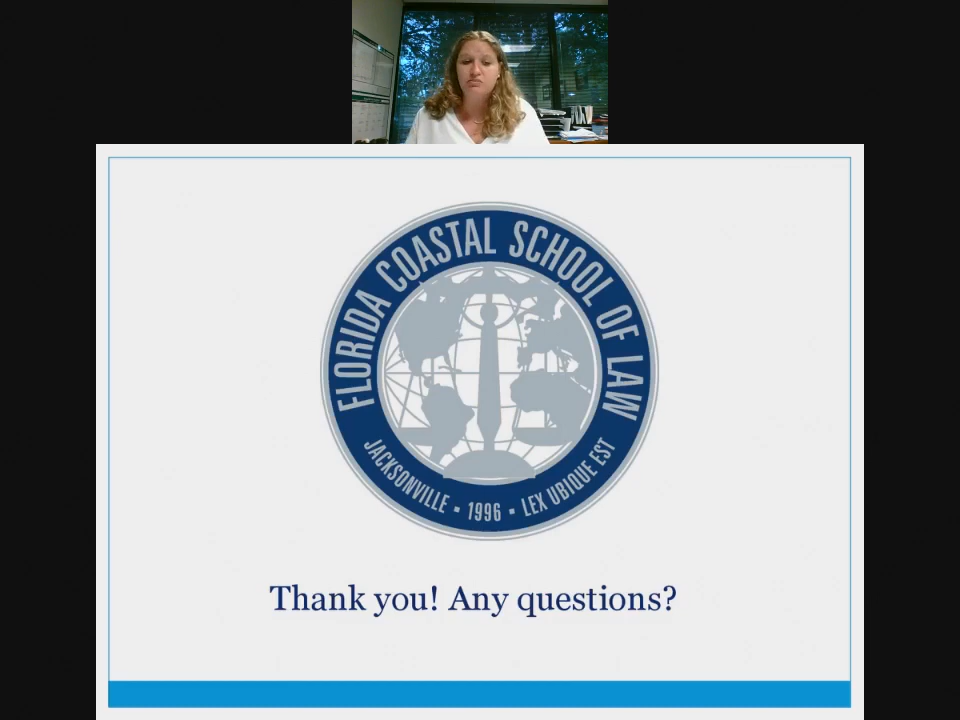 FLORIDA COASTAL SCHOOL OF LAW
JACKSONVILLE • 1996 • LEX UBIQUE EST
Thank you! Any questions?